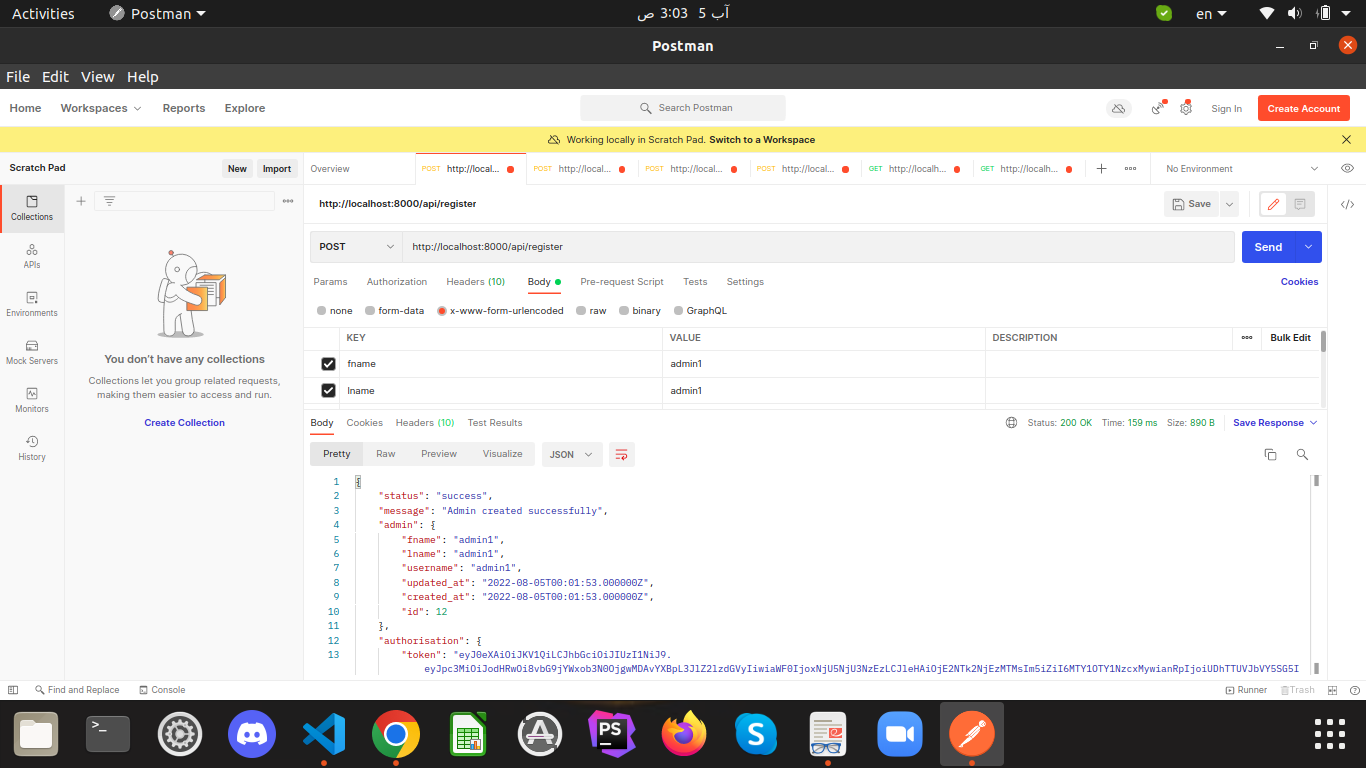 Activities Postman 3:03 ص 5 آب en
Postman
File Edit View Help
Home Workspaces Reports Explore Search Postman Sign In Create Account
Working locally in Scratch Pad. Switch to a Workspace
Scratch Pad New Import Overview POST http://local... POST http://local... POST http://local... POST http://local... GET http://localh... GET http://localh... No Environment
Collections
APIs
Environments
Mock Servers
Monitors
History
You don't have any collections
Collections let you group related requests,
making them easier to access and run.
Create Collection
http://localhost:8000/api/register Save
POST http://localhost:8000/api/register Send
Params Authorization Headers (10) Body Pre-request Script Tests Settings Cookies
none form-data x-www-form-urlencoded raw binary GraphQL
KEY VALUE DESCRIPTION Bulk Edit
fname admin1
lname admin1
Body Cookies Headers (10) Test Results Status: 200 OK Time: 159 ms Size: 890 B Save Response
Pretty Raw Preview Visualize JSON
1 {
2 "status": "success",
3 "message": "Admin created successfully",
4 "admin": {
5 "fname": "admin1",
6 "lname": "admin1",
7 "username": "admin1",
8 "updated_at": "2022-08-05T00:01:53.000000Z",
9 "created_at": "2022-08-05T00:01:53.000000Z",
10 "id": 12
11 },
12 "authorisation": {
13 "token": "eyJ0eXAiOiJKV1QiLCJhbGciOiJIUzI1NiJ9.
Find and Replace Console Runner Trash
>_ PS S